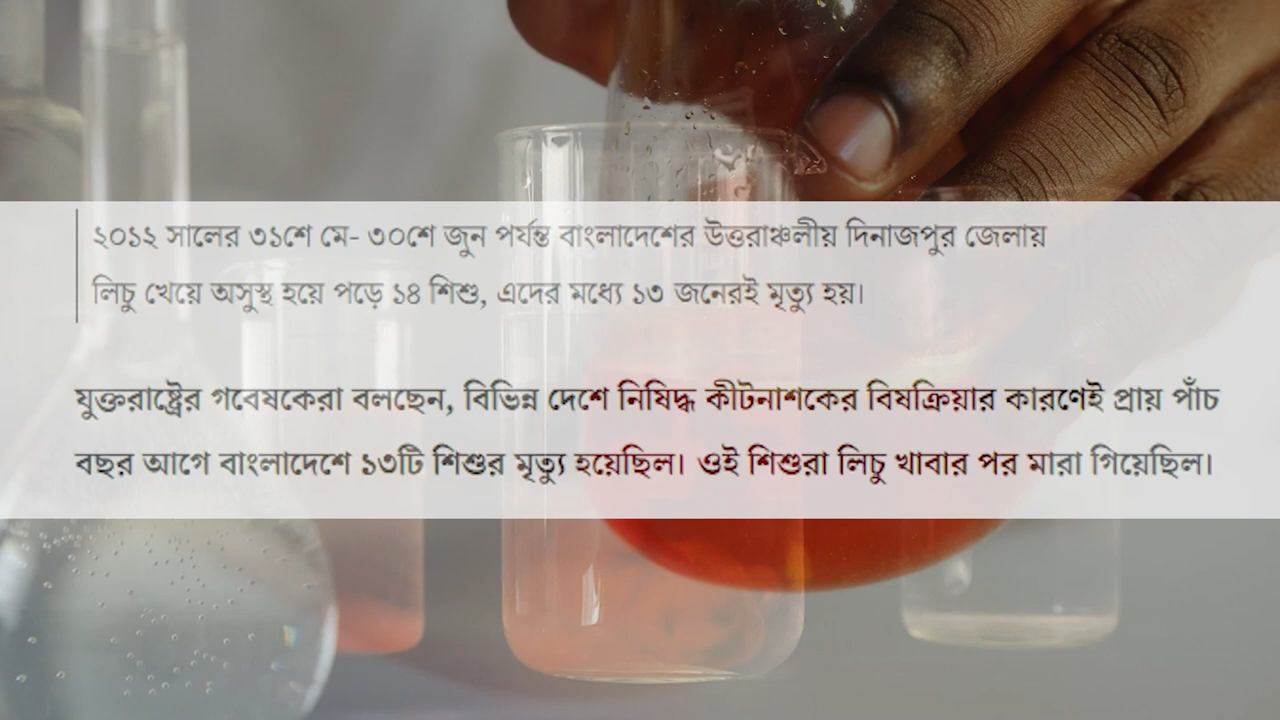 ২০১২ সালের ৩১শে মে- ৩০শে জুন পর্যন্ত বাংলাদেশের উত্তরাঞ্চলীয় দিনাজপুর জেলায়
লিচু খেয়ে অসুস্থ হয়ে পড়ে ১৪ শিশু, এদের মধ্যে ১৩ জনেরই মৃত্যু হয়।
যুক্তরাষ্ট্রের গবেষকেরা বলছেন, বিভিন্ন দেশে নিষিদ্ধ কীটনাশকের বিষক্রিয়ার কারণেই প্রায় পাঁচ
বছর আগে বাংলাদেশে ১৩টি শিশুর মৃত্যু হয়েছিল। ওই শিশুরা লিচু খাবার পর মারা গিয়েছিল।